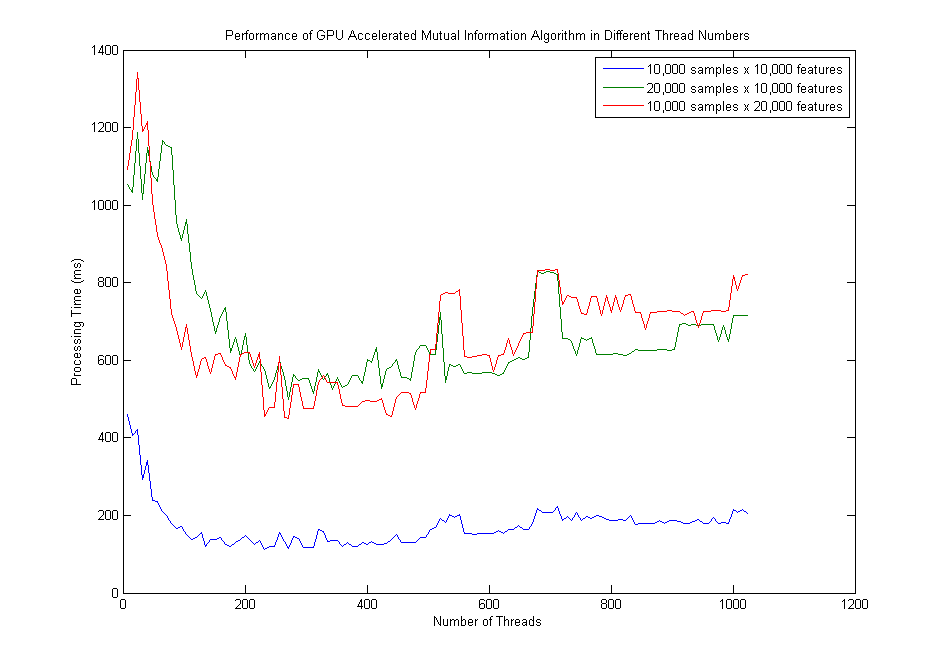 Performance of GPU Accelerated Mutual Information Algorithm in Different Thread Numbers
1400
1200
1000
800
600
400
200
0
Processing Time (ms)
10,000 samples x 10,000 features
20,000 samples x 10,000 features
10,000 samples x 20,000 features
0 200 400 600 800 1000 1200
Number of Threads